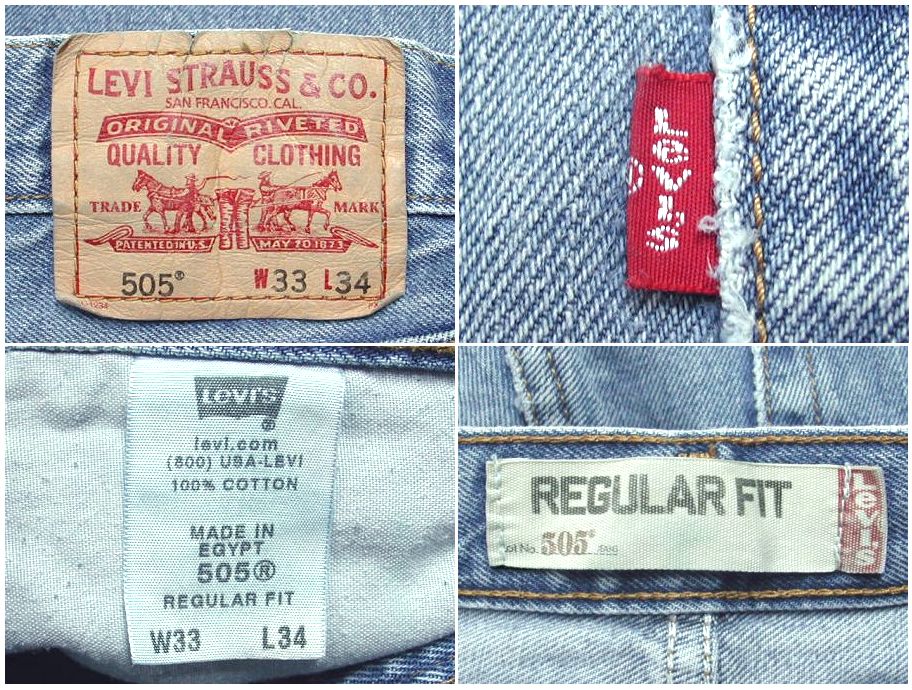 LEVI STRAUSS & CO.
SAN FRANCISCO. CAL.
ORIGINAL RIVETED
QUALITY CLOTHING
TRADE MARK
PATENTED IN U.S. MAY 20 1873
505® W33 L34
LEVI'S
®
LEVI'S
®
levi.com
(800) USA-LEVI
100% COTTON
MADE IN
EGYPT
505®
REGULAR FIT
W33 L34
REGULAR FIT
Lot No. 505®
LEVI'S